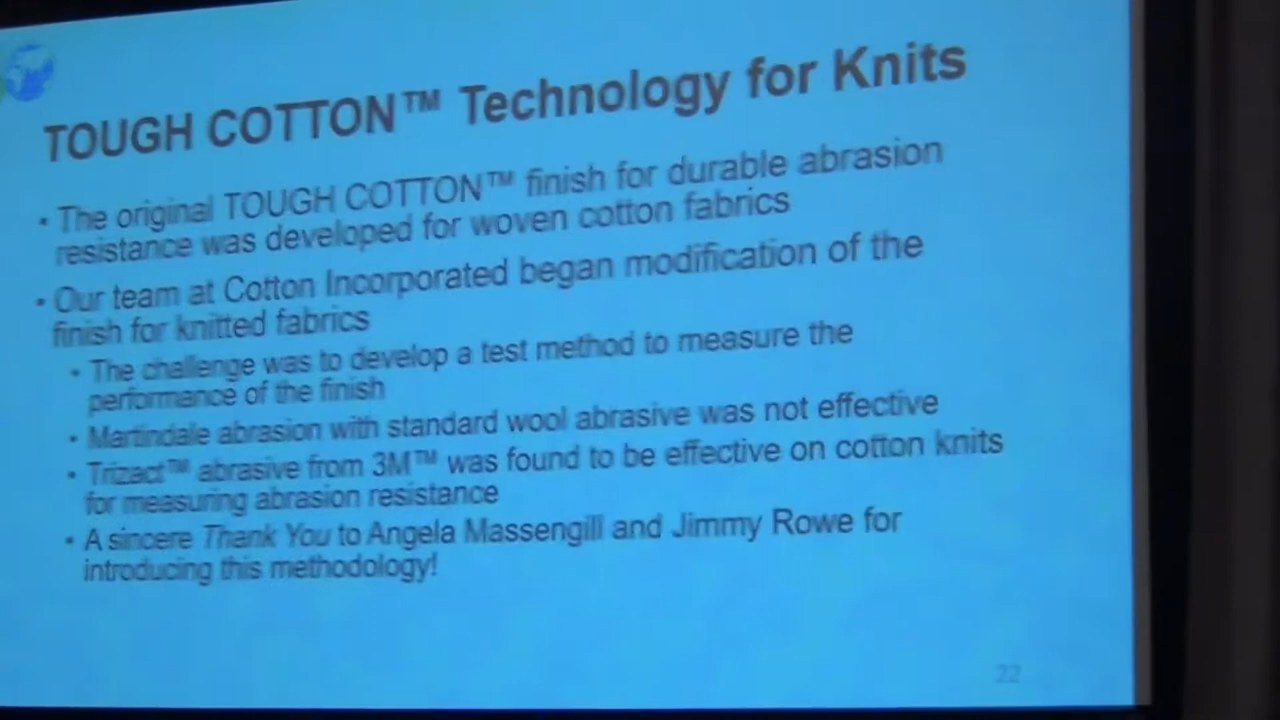 TOUGH COTTON™ Technology for Knits
• The original TOUGH COTTON™ finish for durable abrasion
resistance was developed for woven cotton fabrics
• Our team at Cotton Incorporated began modification of the
finish for knitted fabrics
• The challenge was to develop a test method to measure the
performance of the finish
• Martindale abrasion with standard wool abrasive was not effective
• Trizact™ abrasive from 3M™ was found to be effective on cotton knits
for measuring abrasion resistance
• A sincere Thank You to Angela Massengill and Jimmy Rowe for
introducing this methodology!
22